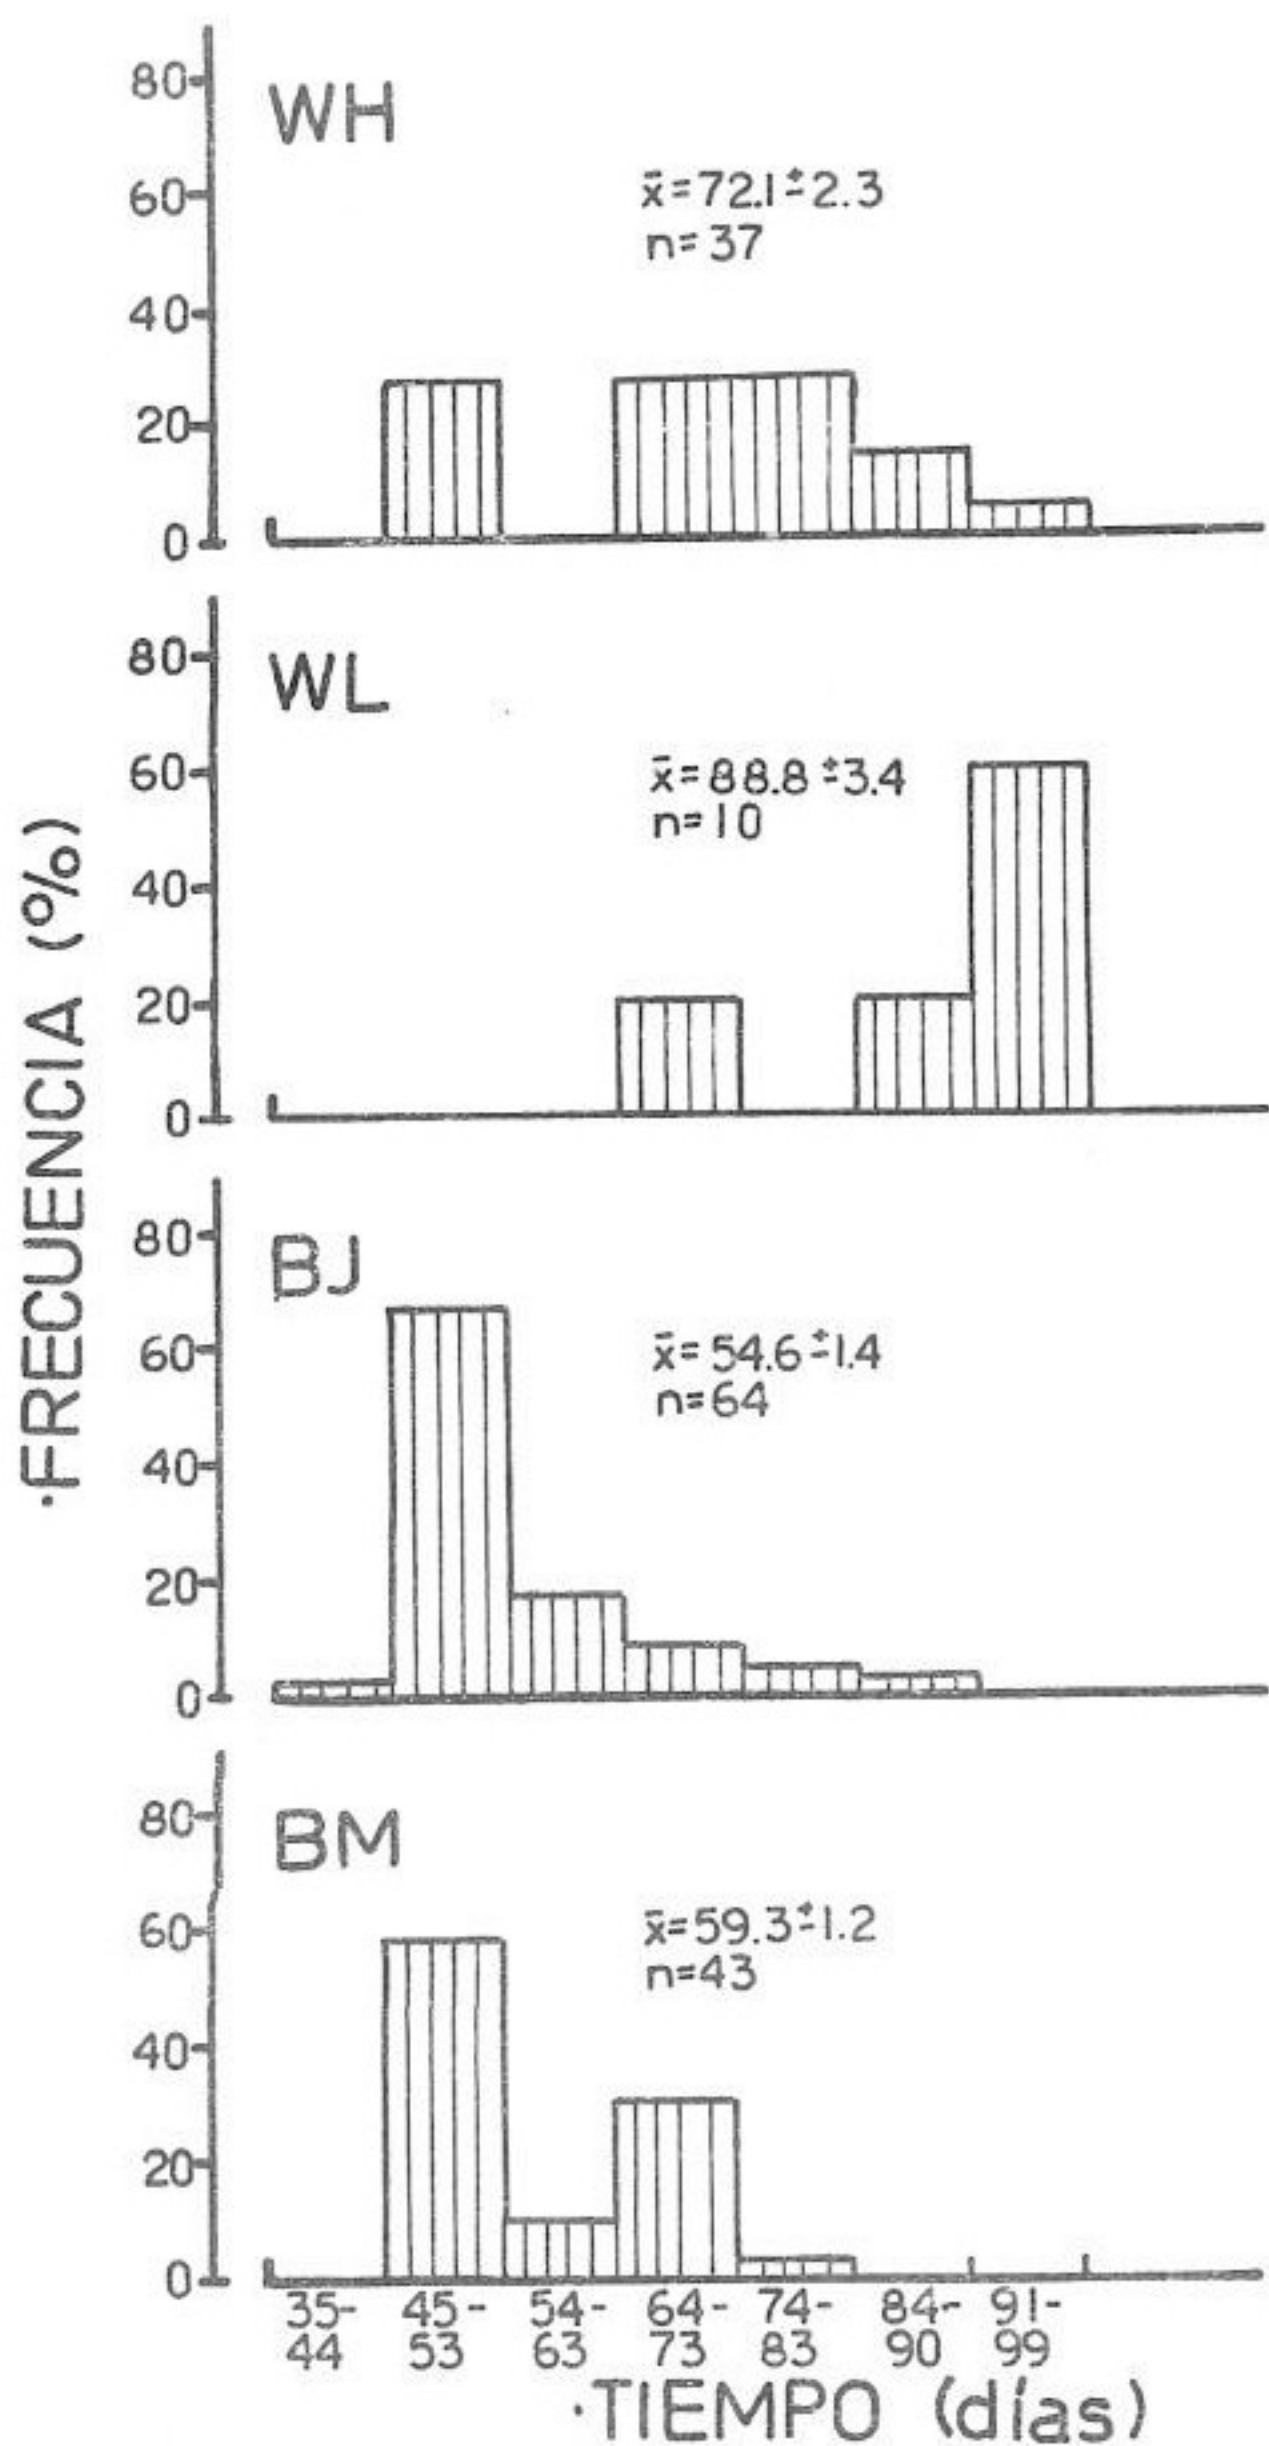 ·FRECUENCIA (%)
80
WH
x̄=72.1±2.3
60
n=37
40
20
0
80
WL
60
x̄=88.8±3.4
n=10
40
20
0
80
BJ
60
x̄=54.6±1.4
n=64
40
20
0
80
BM
60
x̄=59.3±1.2
n=43
40
20
0
35- 45- 54- 64- 74- 84- 91-
44 53 63 73 83 90 99
·TIEMPO (días)